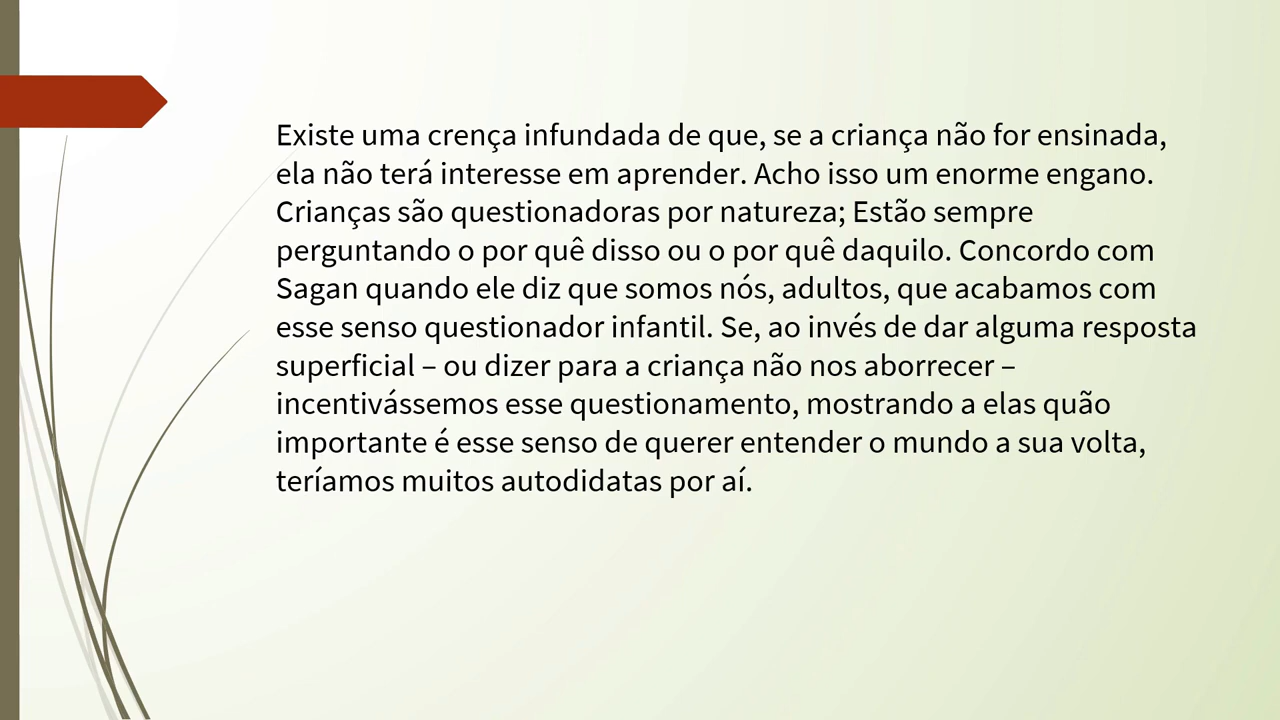 Existe uma crença infundada de que, se a criança não for ensinada,
ela não terá interesse em aprender. Acho isso um enorme engano.
Crianças são questionadoras por natureza; Estão sempre
perguntando o por quê disso ou o por quê daquilo. Concordo com
Sagan quando ele diz que somos nós, adultos, que acabamos com
esse senso questionador infantil. Se, ao invés de dar alguma resposta
superficial – ou dizer para a criança não nos aborrecer –
incentivássemos esse questionamento, mostrando a elas quão
importante é esse senso de querer entender o mundo a sua volta,
teríamos muitos autodidatas por aí.